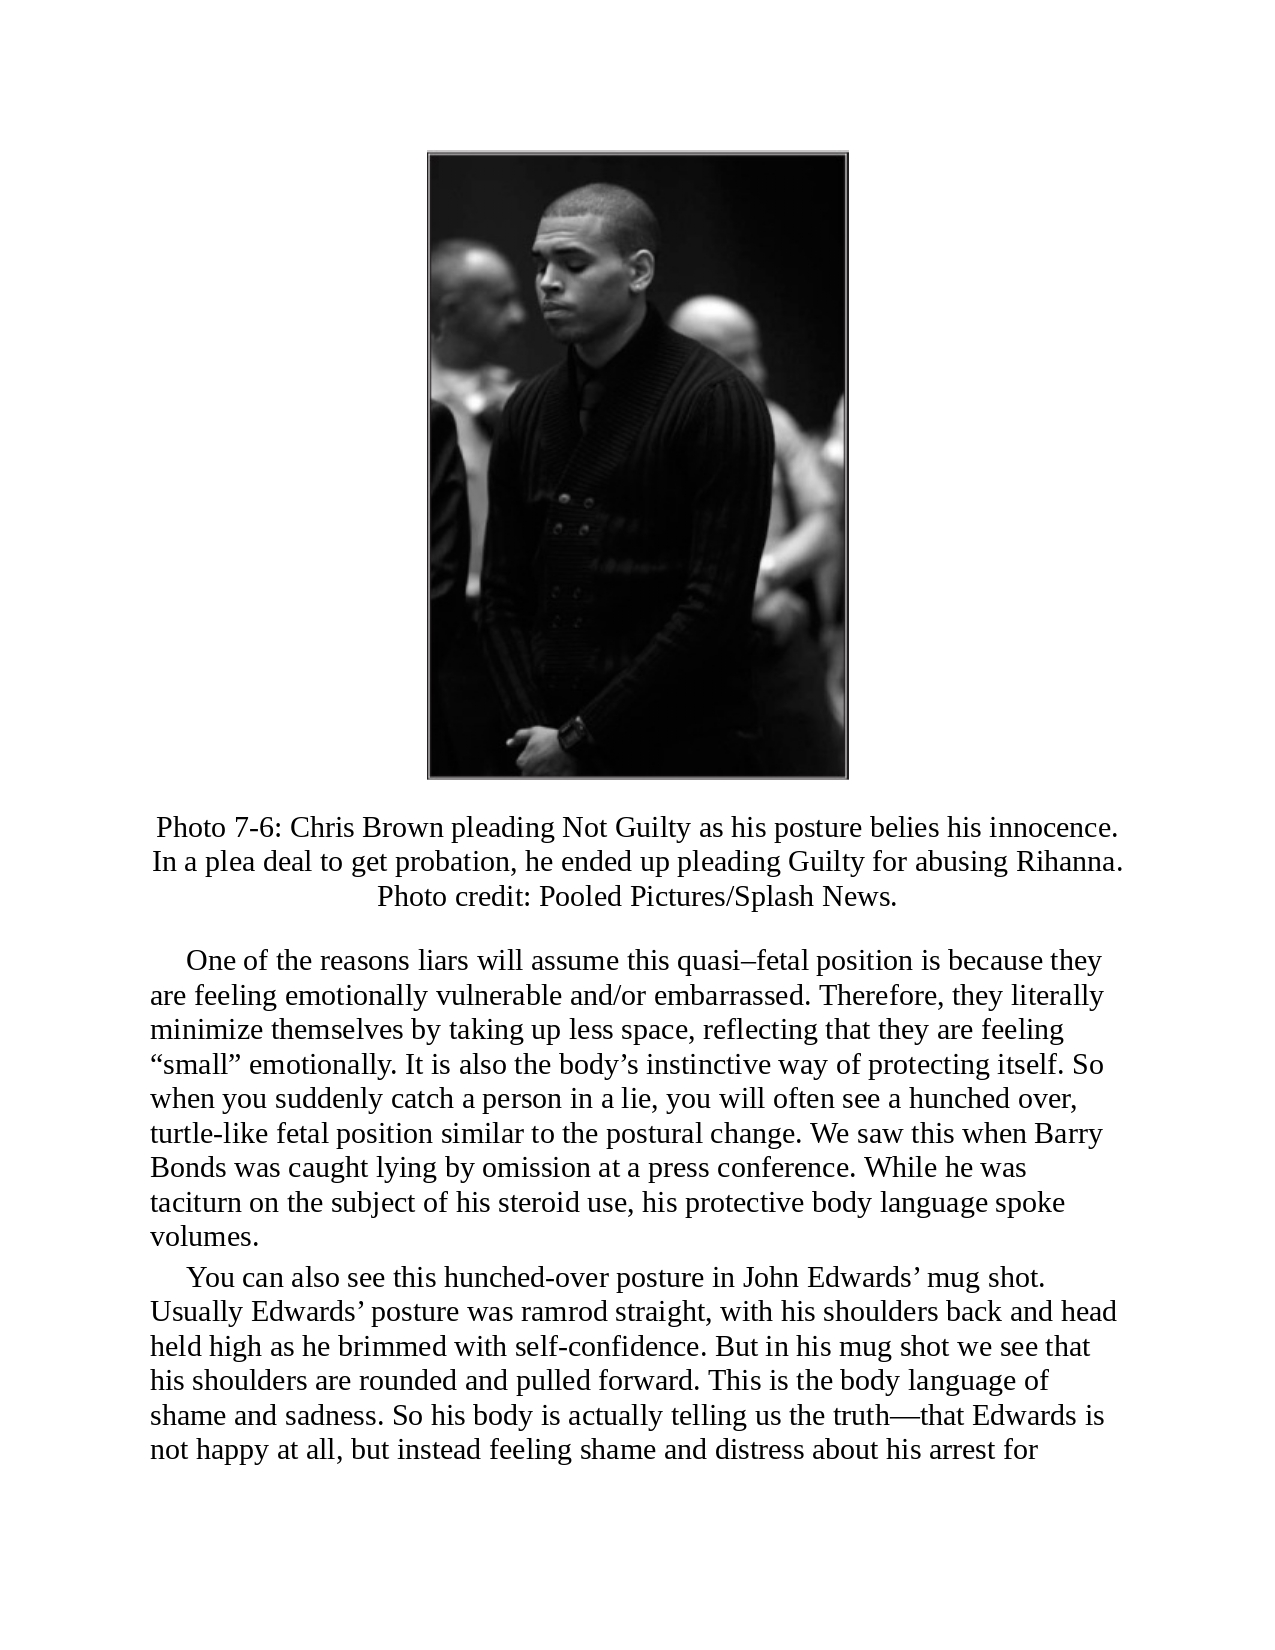 Photo 7-6: Chris Brown pleading Not Guilty as his posture belies his innocence.
In a plea deal to get probation, he ended up pleading Guilty for abusing Rihanna.
Photo credit: Pooled Pictures/Splash News.
One of the reasons liars will assume this quasi–fetal position is because they
are feeling emotionally vulnerable and/or embarrassed. Therefore, they literally
minimize themselves by taking up less space, reflecting that they are feeling
“small” emotionally. It is also the body’s instinctive way of protecting itself. So
when you suddenly catch a person in a lie, you will often see a hunched over,
turtle-like fetal position similar to the postural change. We saw this when Barry
Bonds was caught lying by omission at a press conference. While he was
taciturn on the subject of his steroid use, his protective body language spoke
volumes.
You can also see this hunched-over posture in John Edwards’ mug shot.
Usually Edwards’ posture was ramrod straight, with his shoulders back and head
held high as he brimmed with self-confidence. But in his mug shot we see that
his shoulders are rounded and pulled forward. This is the body language of
shame and sadness. So his body is actually telling us the truth—that Edwards is
not happy at all, but instead feeling shame and distress about his arrest for